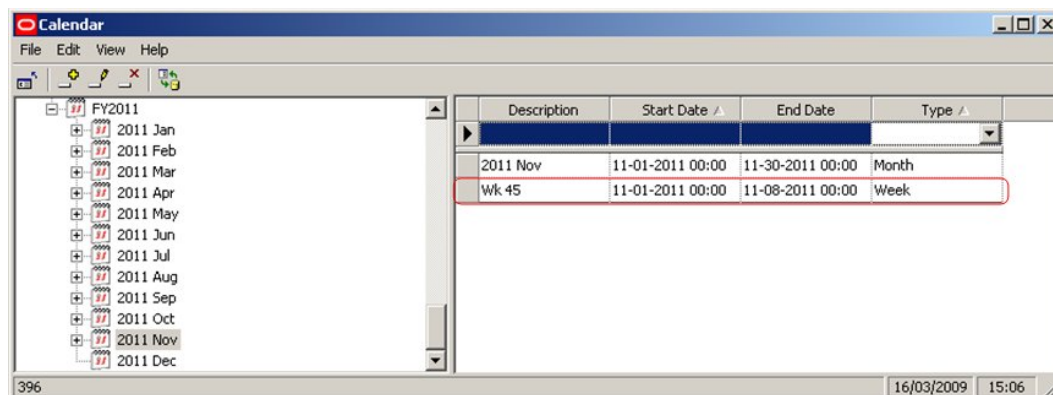 Calendar
File Edit View Help
FY2011
2011 Jan
2011 Feb
2011 Mar
2011 Apr
2011 May
2011 Jun
2011 Jul
2011 Aug
2011 Sep
2011 Oct
2011 Nov
2011 Dec
Description Start Date End Date Type
2011 Nov 11-01-2011 00:00 11-30-2011 00:00 Month
Wk 45 11-01-2011 00:00 11-08-2011 00:00 Week
396 16/03/2009 15:06